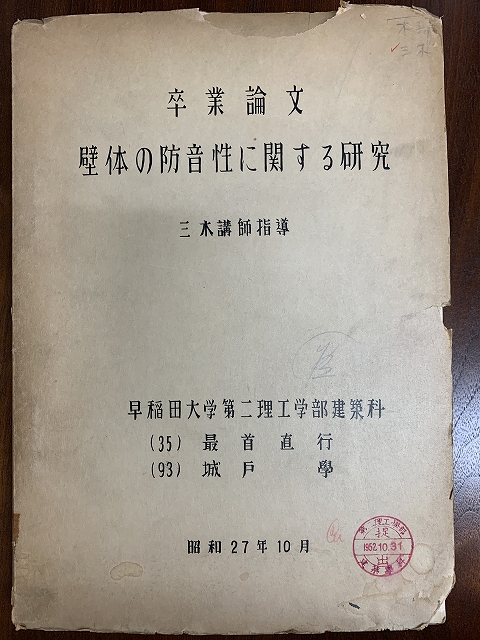 三木
卒業論文
壁体の防音性に関する研究
三木講師指導
早稲田大学第二理工学部建築科
(35) 最首直行
(93) 城戸 學
昭和27年10月
1952.10.31